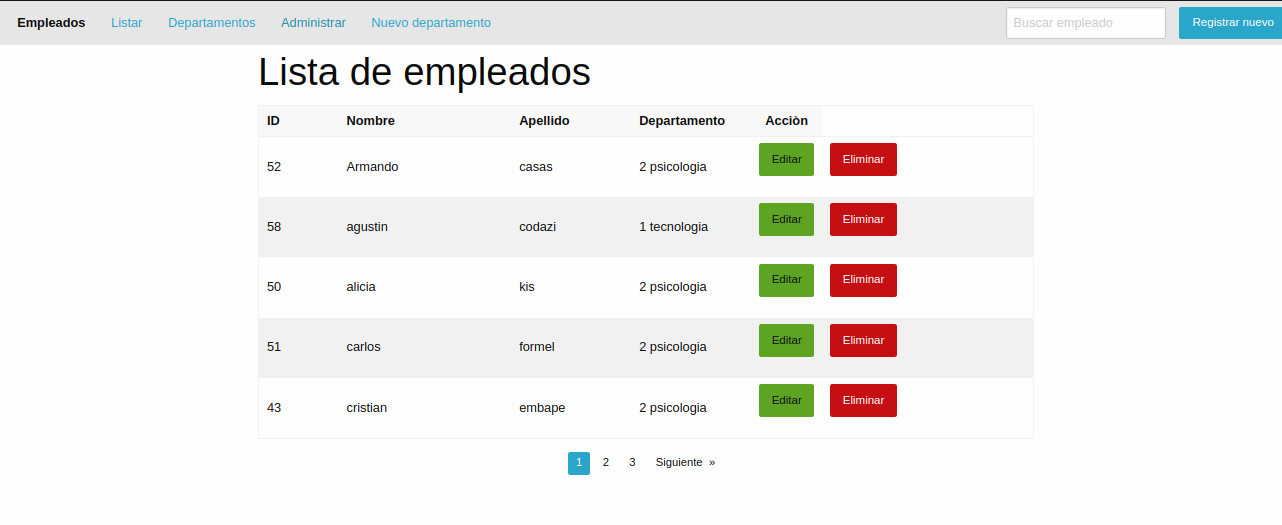 Empleados Listar Departamentos Administrar Nuevo departamento Buscar empleado Registrar nuevo
Lista de empleados
ID Nombre Apellido Departamento Acciòn
52 Armando casas 2 psicologia Editar Eliminar
58 agustin codazi 1 tecnologia Editar Eliminar
50 alicia kis 2 psicologia Editar Eliminar
51 carlos formel 2 psicologia Editar Eliminar
43 cristian embape 2 psicologia Editar Eliminar
1 2 3 Siguiente »